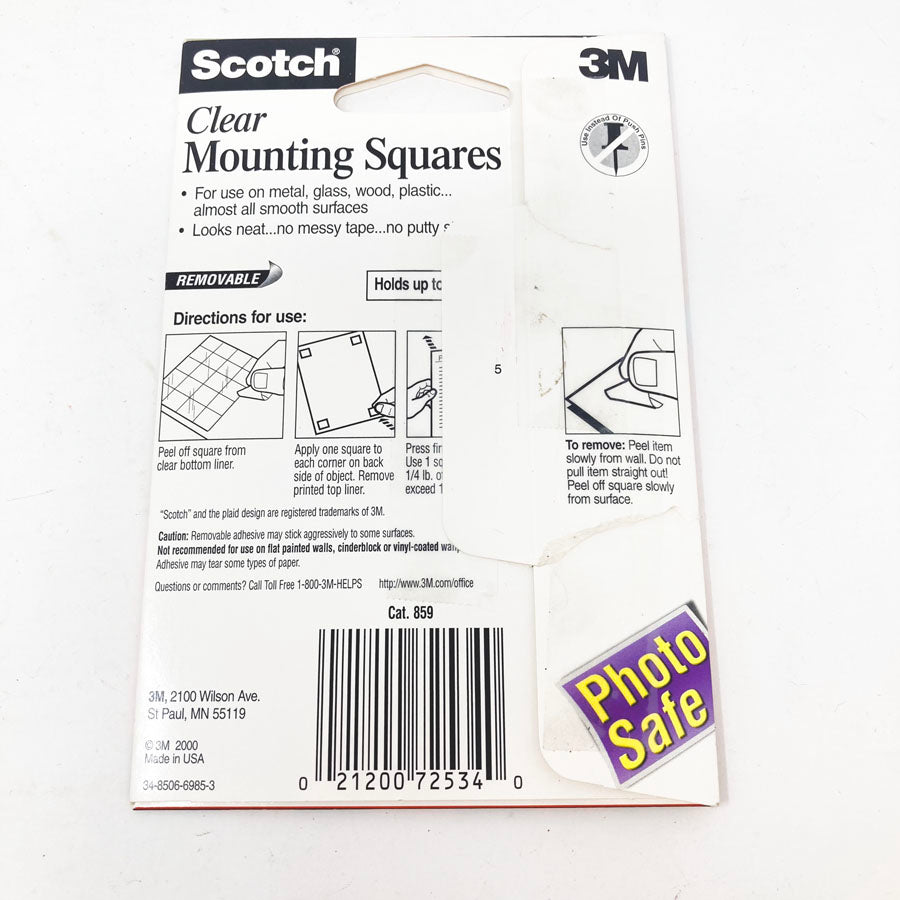 Scotch®
3M
Use Instead Of Push Pins
Clear
Mounting Squares
• For use on metal, glass, wood, plastic...
almost all smooth surfaces
• Looks neat...no messy tape...no putty
REMOVABLE
Holds up to
Directions for use:
5
Peel off square from
clear bottom liner.
Apply one square to
each corner on back
side of object. Remove
printed top liner.
Press
Use 1
1/4 lb.
exceed
To remove: Peel item
slowly from wall. Do not
pull item straight out!
Peel off square slowly
from surface.
"Scotch" and the plaid design are registered trademarks of 3M.
Caution: Removable adhesive may stick aggressively to some surfaces.
Not recommended for use on flat painted walls, cinderblock or vinyl-coated
Adhesive may tear some types of paper.
Questions or comments? Call Toll Free 1-800-3M-HELPS http://www.3M.com/office
Cat. 859
3M, 2100 Wilson Ave.
St Paul, MN 55119
©3M 2000
Made in USA
34-8506-6985-3
0 21200 72534 0
Photo
Safe